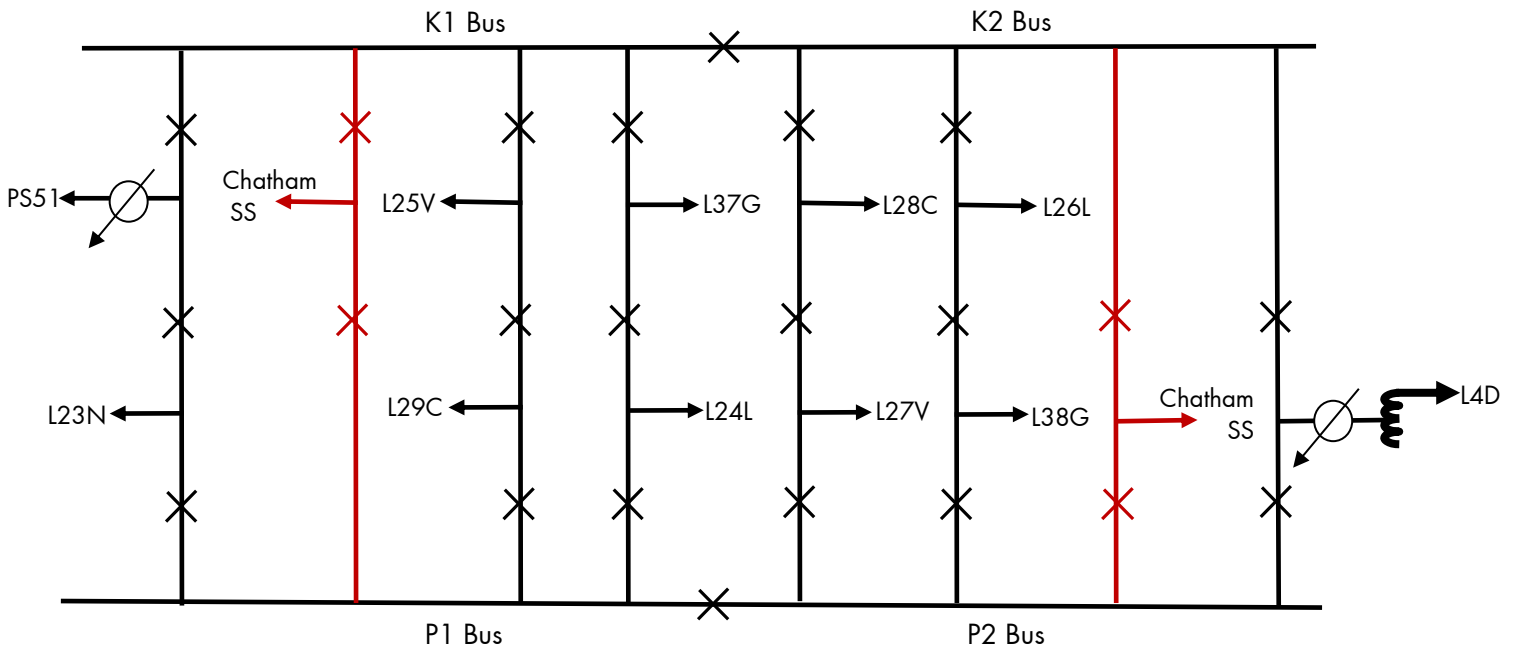 K1 Bus
K2 Bus
PS51
Chatham
SS
L25V
L37G
L28C
L26L
L23N
L29C
L24L
L27V
L38G
Chatham
SS
L4D
P1 Bus
P2 Bus